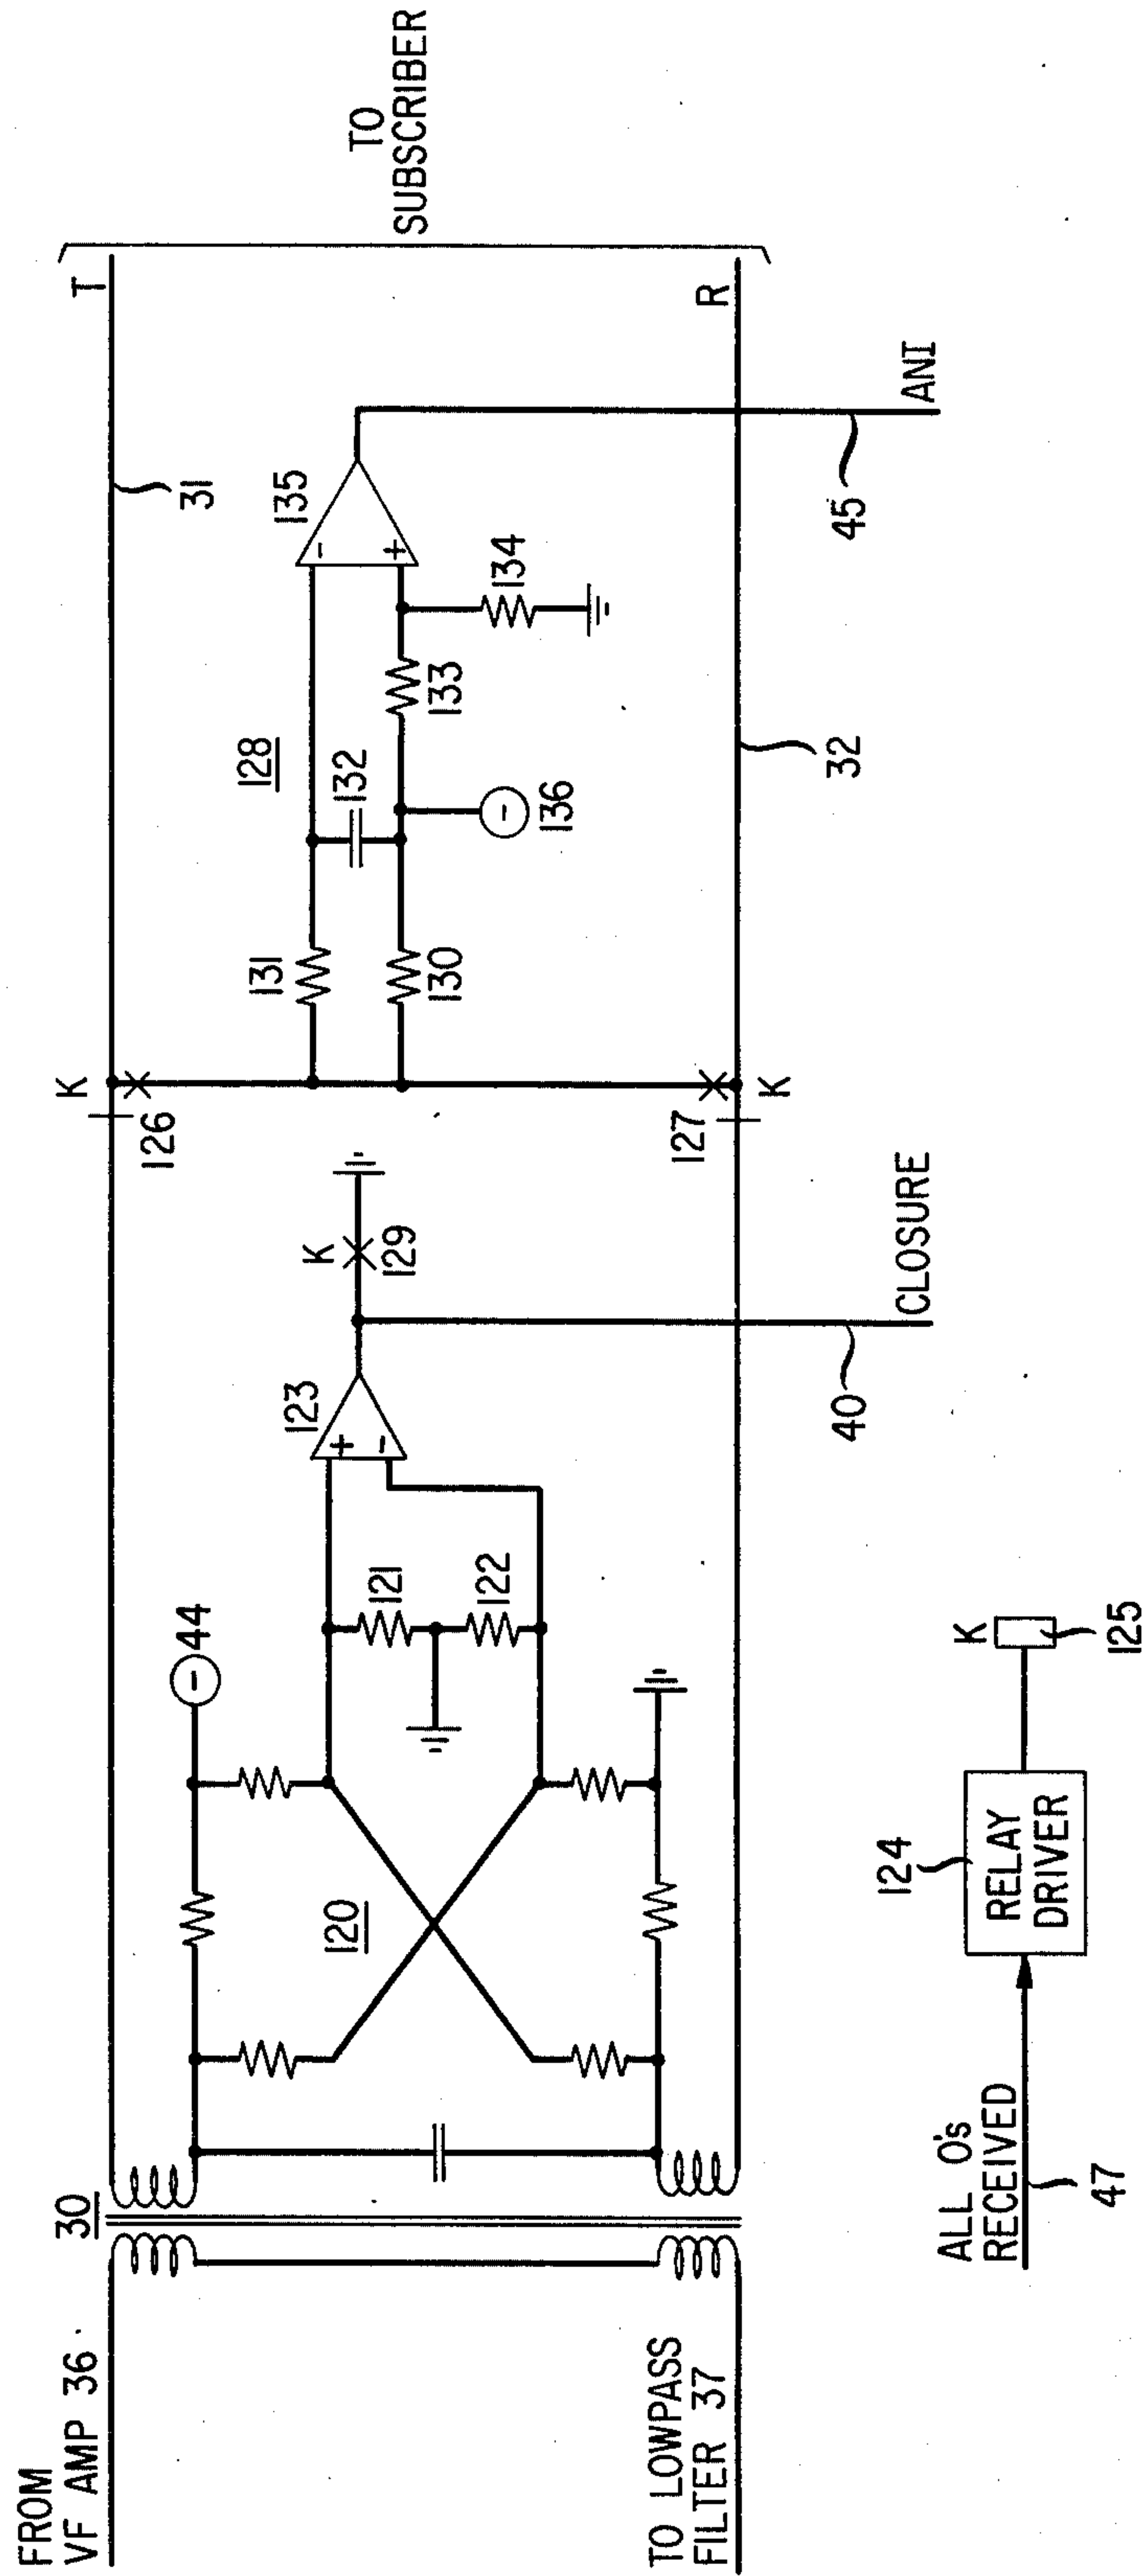 FROM
VF AMP 36
30
TO LOWPASS
FILTER 37
44
-
120
121
122
123
+
-
K
129
CLOSURE
40
K
126
127
K
131
130
128
132
136
-
133
134
135
-
+
ANI
45
31
32
T
R
TO
SUBSCRIBER
ALL O's
RECEIVED
47
124
RELAY
DRIVER
K
125